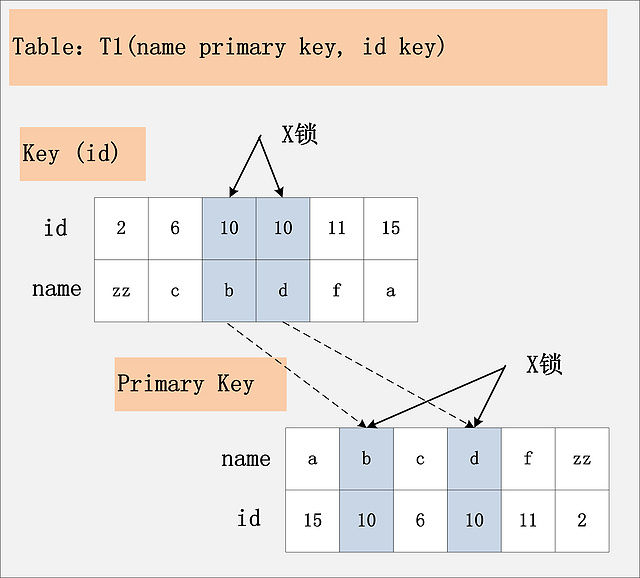 Table: T1(name primary key, id key)
X锁
Key (id)
id 2 6 10 10 11 15
name zz c b d f a
X锁
Primary Key
name a b c d f zz
id 15 10 6 10 11 2